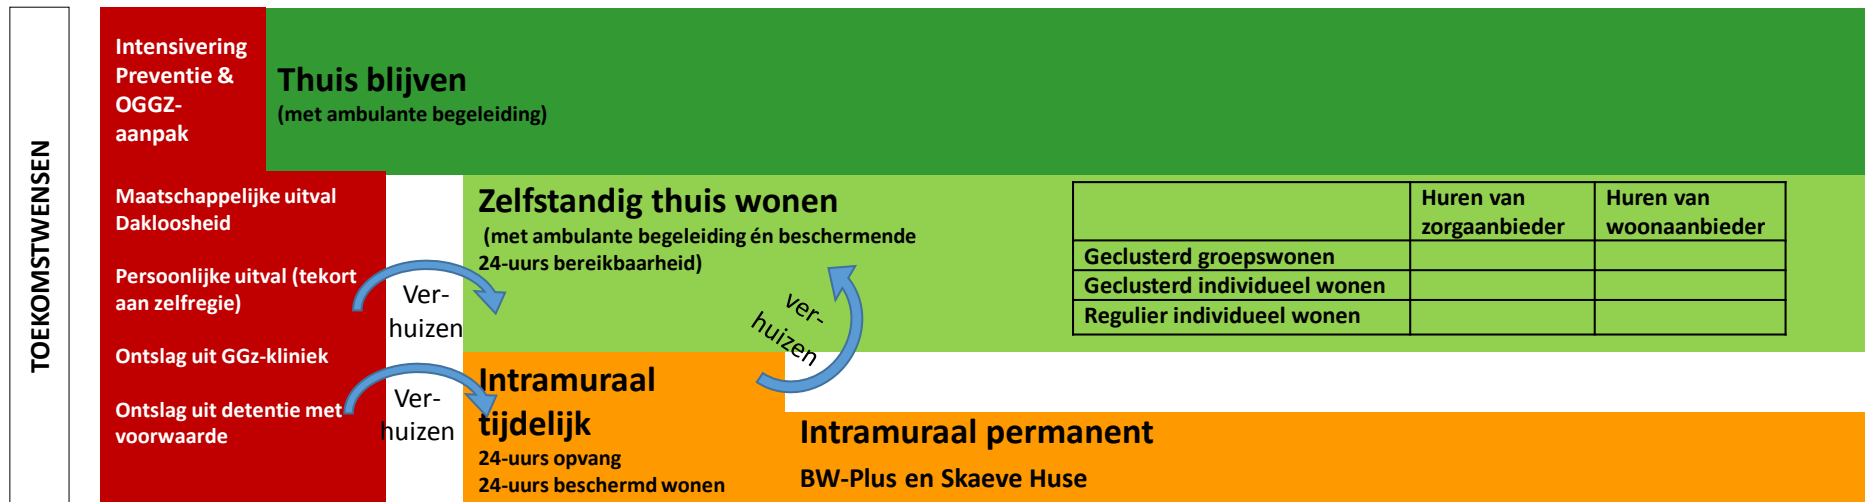 TOEKOMSTWENSEN
Intensivering
Preventie &
OGGZ-
aanpak
Thuis blijven
(met ambulante begeleiding)
Maatschappelijke uitval
Dakloosheid
Persoonlijke uitval (tekort
aan zelfregie)
Ontslag uit GGz-kliniek
Ontslag uit detentie met
voorwaarde
Ver-
huizen
Ver-
huizen
Zelfstandig thuis wonen
(met ambulante begeleiding én beschermende
24-uurs bereikbaarheid)
ver-
huizen
Huren van
zorgaanbieder
Huren van
woonaanbieder
Geclusterd groepswonen
Geclusterd individueel wonen
Regulier individueel wonen
Intramuraal
tijdelijk
24-uurs opvang
24-uurs beschermd wonen
Intramuraal permanent
BW-Plus en Skaeve Huse